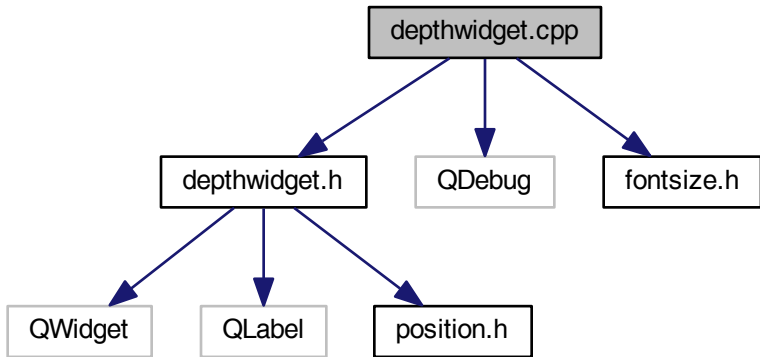 depthwidget.cpp
depthwidget.h
QDebug
fontsize.h
QWidget
QLabel
position.h